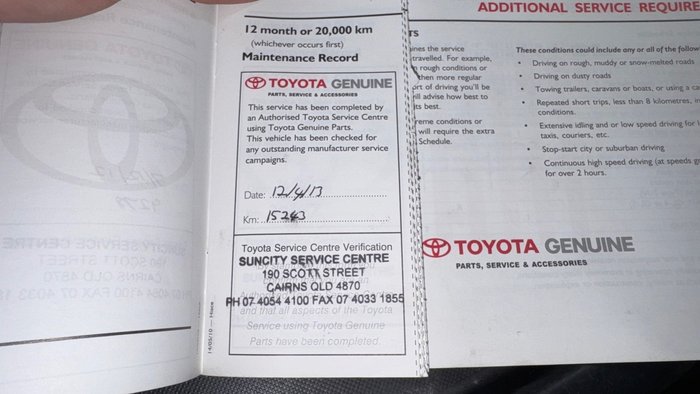 12 month or 20,000 km
(whichever occurs first)
Maintenance Record
TOYOTA GENUINE
PARTS, SERVICE & ACCESSORIES
This service has been completed by
an Authorised Toyota Service Centre
using Toyota Genuine Parts.
This vehicle has been checked for
any outstanding manufacturer service
campaigns.
Date: 12/4/13
Km: 15243
Toyota Service Centre Verification
SUNCITY SERVICE CENTRE
190 SCOTT STREET
CAIRNS QLD 4870
PH 07 4054 4100 FAX 07 4033 1855
and that all aspects of the Toyota
Service using Toyota Genuine
Parts have been completed.
14/05/10 — Hiace
ADDITIONAL SERVICE REQUIRE
rs
ines the service
travelled. For example,
rough conditions or
then more regular
ort of driving you'll be
ill advise how best to
its best.
reme conditions or
will require the extra
Schedule.
These conditions could include any or all of the follow
• Driving on rough, muddy or snow-melted roads
• Driving on dusty roads
• Towing trailers, caravans or boats, or using a ca
• Repeated short trips, less than 8 kilometres, i
conditions.
• Extensive idling and or low speed driving for l
taxis, couriers, etc.
• Stop-start city or suburban driving
• Continuous high speed driving (at speeds g
for over 2 hours.
TOYOTA GENUINE
PARTS, SERVICE & ACCESSORIES